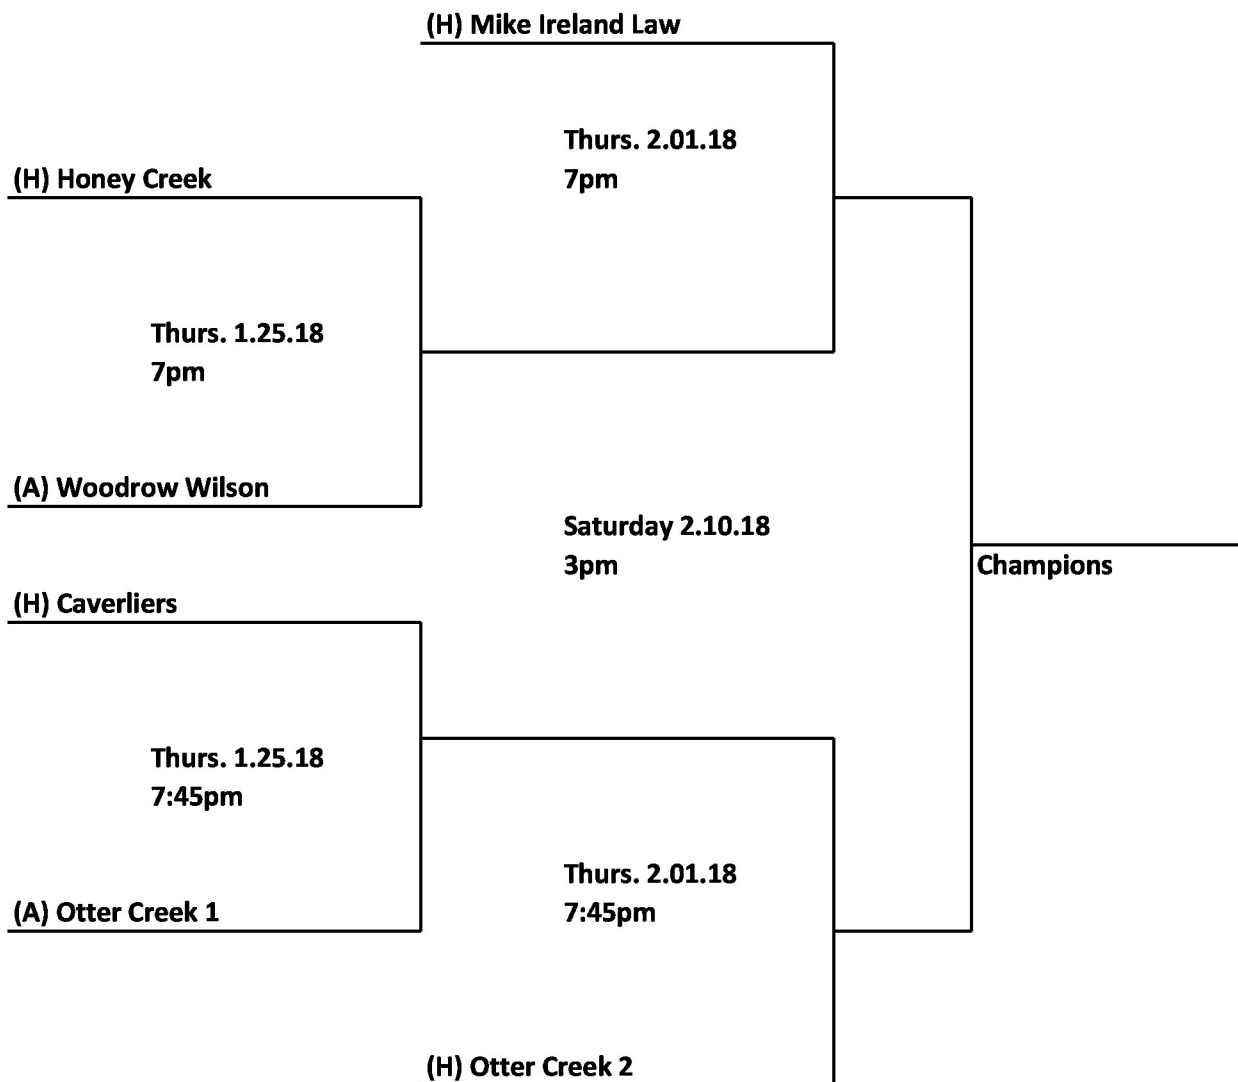 (H) Mike Ireland Law
Thurs. 2.01.18
7pm
(H) Honey Creek
Thurs. 1.25.18
7pm
(A) Woodrow Wilson
Saturday 2.10.18
3pm
Champions
(H) Caverliers
Thurs. 1.25.18
7:45pm
Thurs. 2.01.18
7:45pm
(A) Otter Creek 1
(H) Otter Creek 2